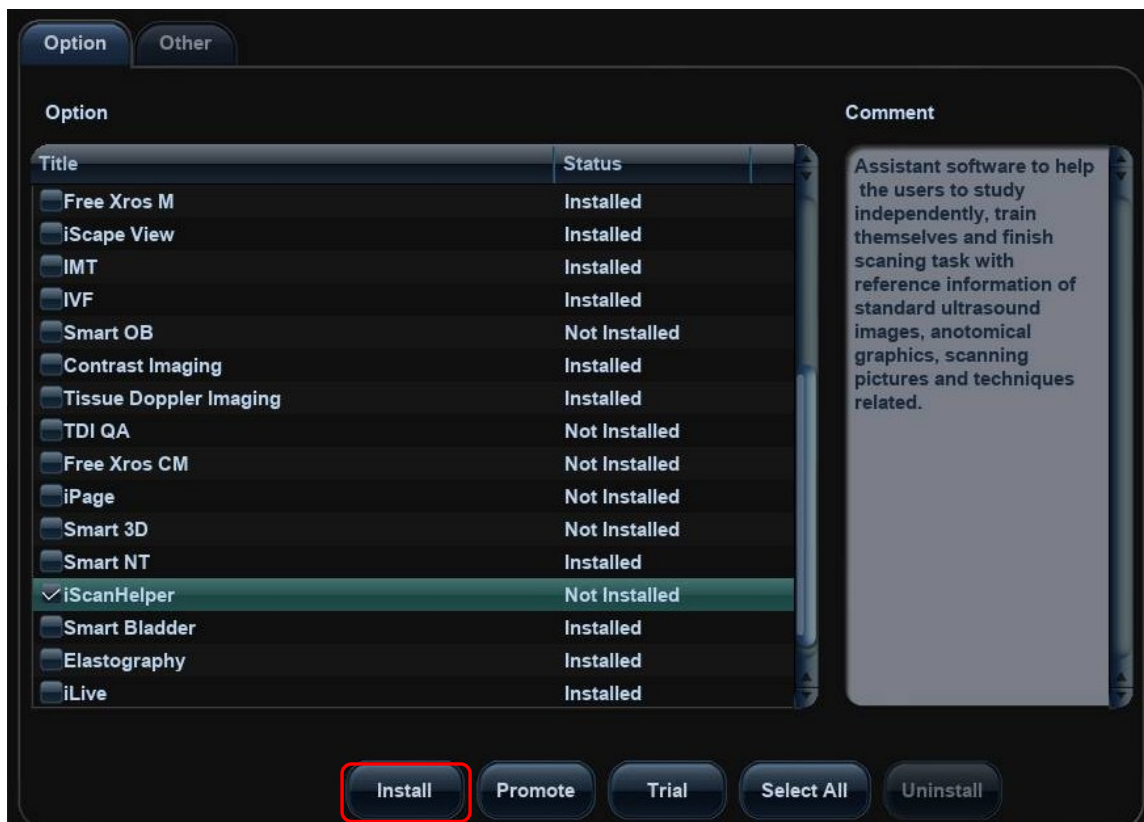 Option Other
Option Comment
Title Status
Free Xros M Installed
iScape View Installed
IMT Installed
IVF Installed
Smart OB Not Installed
Contrast Imaging Installed
Tissue Doppler Imaging Installed
TDI QA Not Installed
Free Xros CM Not Installed
iPage Not Installed
Smart 3D Not Installed
Smart NT Installed
iScanHelper Not Installed
Smart Bladder Installed
Elastography Installed
iLive Installed
Assistant software to help
the users to study
independently, train
themselves and finish
scaning task with
reference information of
standard ultrasound
images, anotomical
graphics, scanning
pictures and techniques
related.
Install Promote Trial Select All Uninstall